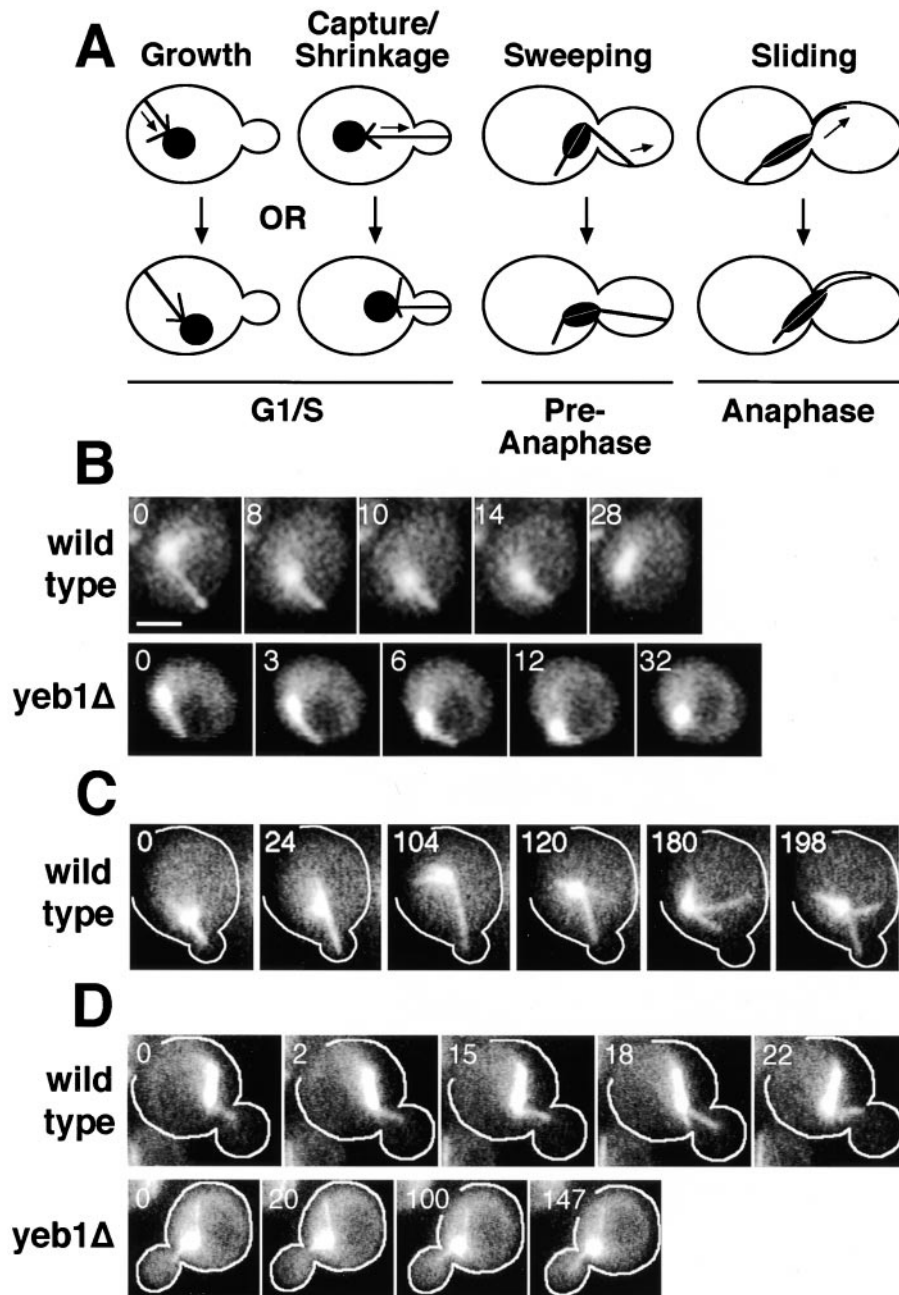 A
Growth
Capture/
Shrinkage
Sweeping
Sliding
OR
G1/S
Pre-
Anaphase
Anaphase
B
wild
type
0 8 10 14 28
yeb1Δ
0 3 6 12 32
C
wild
type
0 24 104 120 180 198
D
wild
type
0 2 15 18 22
yeb1Δ
0 20 100 147